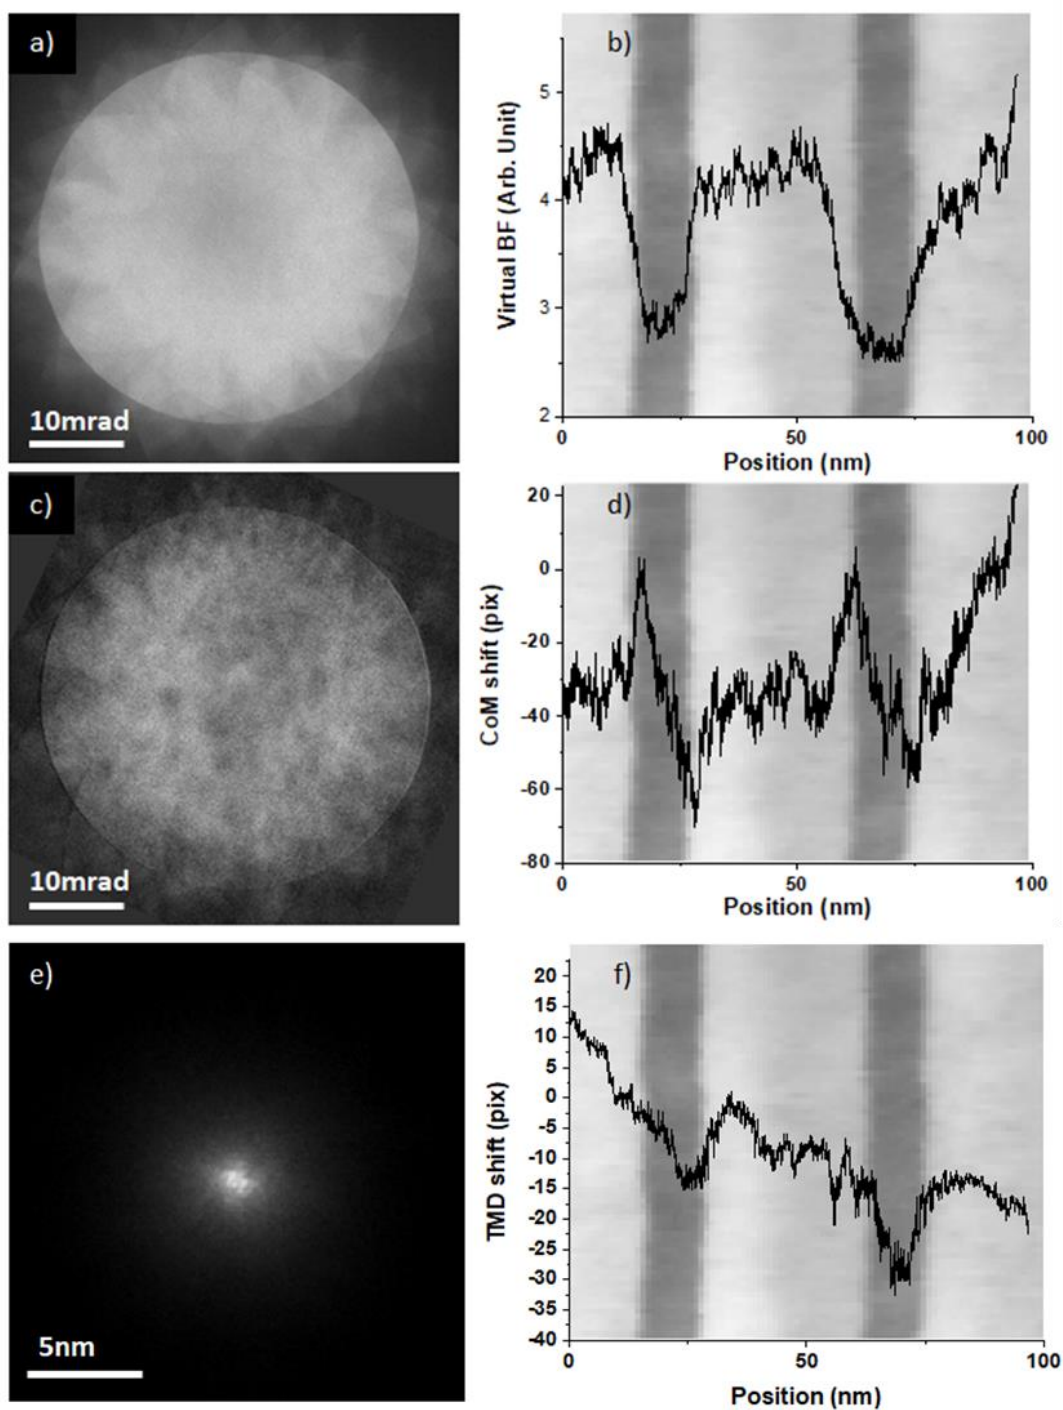 a)
10mrad
b)
Virtual BF (Arb. Unit)
5
4
3
2
0
50
100
Position (nm)
c)
10mrad
d)
CoM shift (pix)
20
0
-20
-40
-60
-80
0
50
100
Position (nm)
e)
5nm
f)
TMD shift (pix)
20
15
10
5
0
-5
-10
-15
-20
-25
-30
-35
-40
0
50
100
Position (nm)